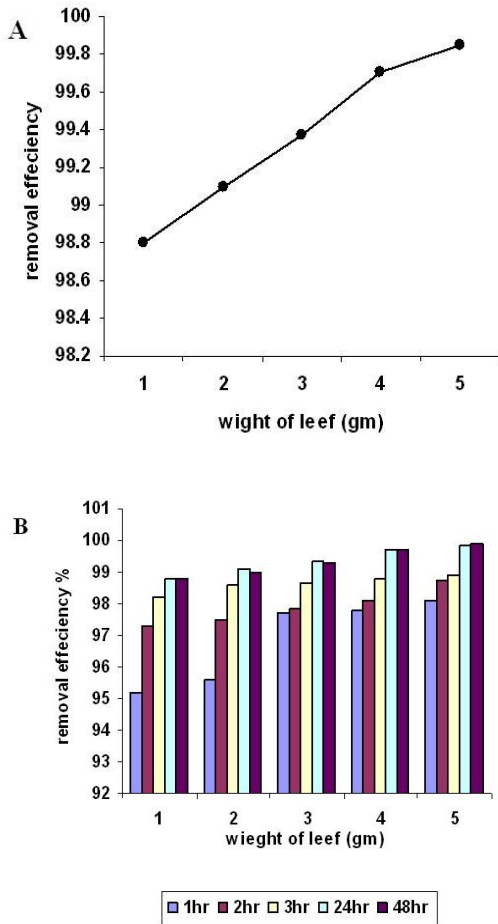 A
100
99.8
99.6
99.4
99.2
99
98.8
98.6
98.4
98.2
removal effeciency
1 2 3 4 5
wight of leef (gm)
B
101
100
99
98
97
96
95
94
93
92
removal effeciency %
1 2 3 4 5
wieght of leef (gm)
1hr 2hr 3hr 24hr 48hr